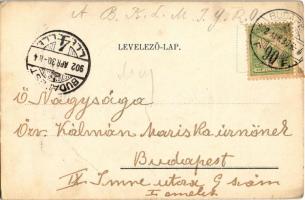 A B. K. L. M. I. Y. O. R. O.
LEVELEZŐ-LAP.
902 APR 30
BUDAPEST
Ő Nagysága
Özv. Kálmán Mariska úrnőnek
Budapest
IX Imre utcza 9 szám
I emelet